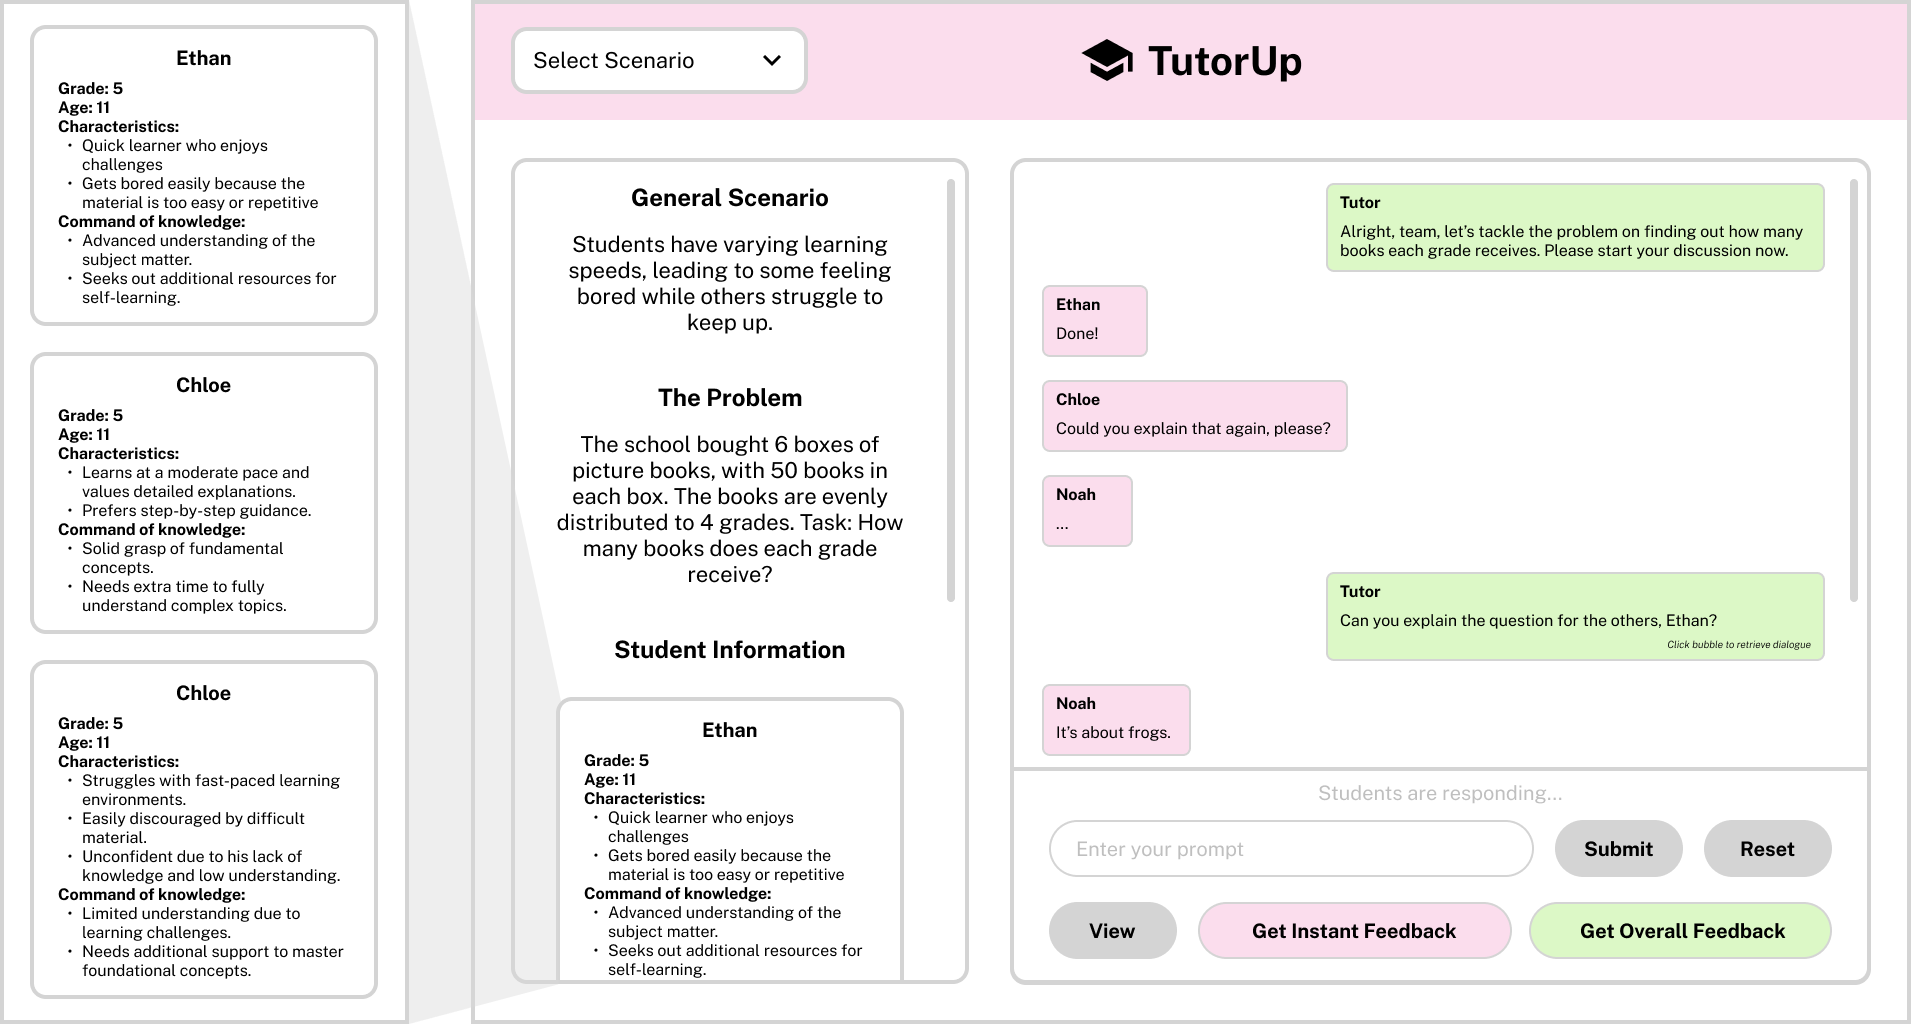 Ethan
Grade: 5
Age: 11
Characteristics:
• Quick learner who enjoys
challenges
• Gets bored easily because the
material is too easy or repetitive
Command of knowledge:
• Advanced understanding of the
subject matter.
• Seeks out additional resources for
self-learning.
Chloe
Grade: 5
Age: 11
Characteristics:
• Learns at a moderate pace and
values detailed explanations.
• Prefers step-by-step guidance.
Command of knowledge:
• Solid grasp of fundamental
concepts.
• Needs extra time to fully
understand complex topics.
Chloe
Grade: 5
Age: 11
Characteristics:
• Struggles with fast-paced learning
environments.
• Easily discouraged by difficult
material.
• Unconfident due to his lack of
knowledge and low understanding.
Command of knowledge:
• Limited understanding due to
learning challenges.
• Needs additional support to master
foundational concepts.
Select Scenario
TutorUp
General Scenario
Students have varying learning
speeds, leading to some feeling
bored while others struggle to
keep up.
The Problem
The school bought 6 boxes of
picture books, with 50 books in
each box. The books are evenly
distributed to 4 grades. Task: How
many books does each grade
receive?
Student Information
Ethan
Grade: 5
Age: 11
Characteristics:
• Quick learner who enjoys
challenges
• Gets bored easily because the
material is too easy or repetitive
Command of knowledge:
• Advanced understanding of the
subject matter.
• Seeks out additional resources for
self-learning.
Tutor
Alright, team, let's tackle the problem on finding out how many
books each grade receives. Please start your discussion now.
Ethan
Done!
Chloe
Could you explain that again, please?
Noah
...
Tutor
Can you explain the question for the others, Ethan?
Click bubble to retrieve dialogue
Noah
It's about frogs.
Students are responding...
Enter your prompt
Submit
Reset
View
Get Instant Feedback
Get Overall Feedback